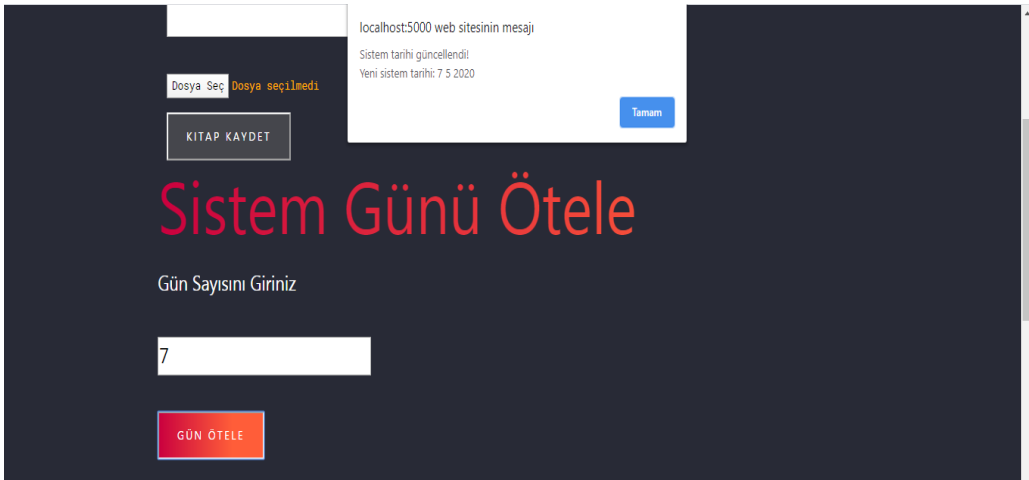 localhost:5000 web sitesinin mesajı
Sistem tarihi güncellendi!
Yeni sistem tarihi: 7 5 2020
Tamam
Dosya Seç Dosya seçilmedi
KITAP KAYDET
Sistem Günü Ötele
Gün Sayısını Giriniz
7
GÜN ÖTELE